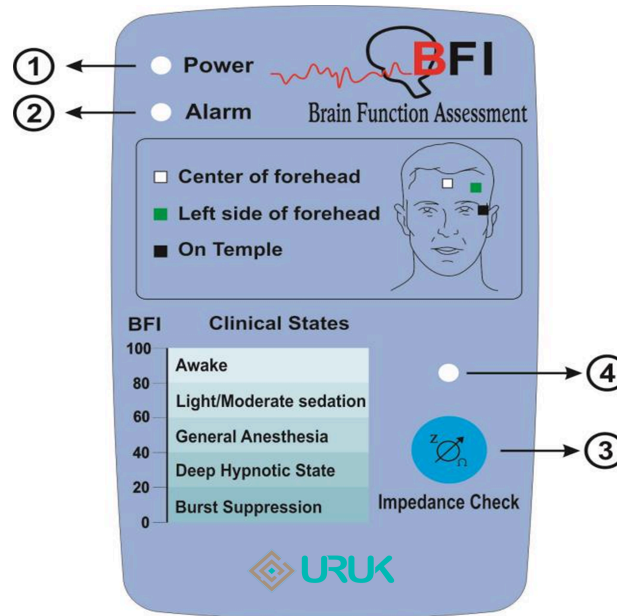 1
Power
BFI
2
Alarm
Brain Function Assessment
Center of forehead
Left side of forehead
On Temple
BFI Clinical States
100
Awake
80
Light/Moderate sedation
60
General Anesthesia
40
Deep Hypnotic State
20
Burst Suppression
0
4
Z Ω
3
Impedance Check
URUK